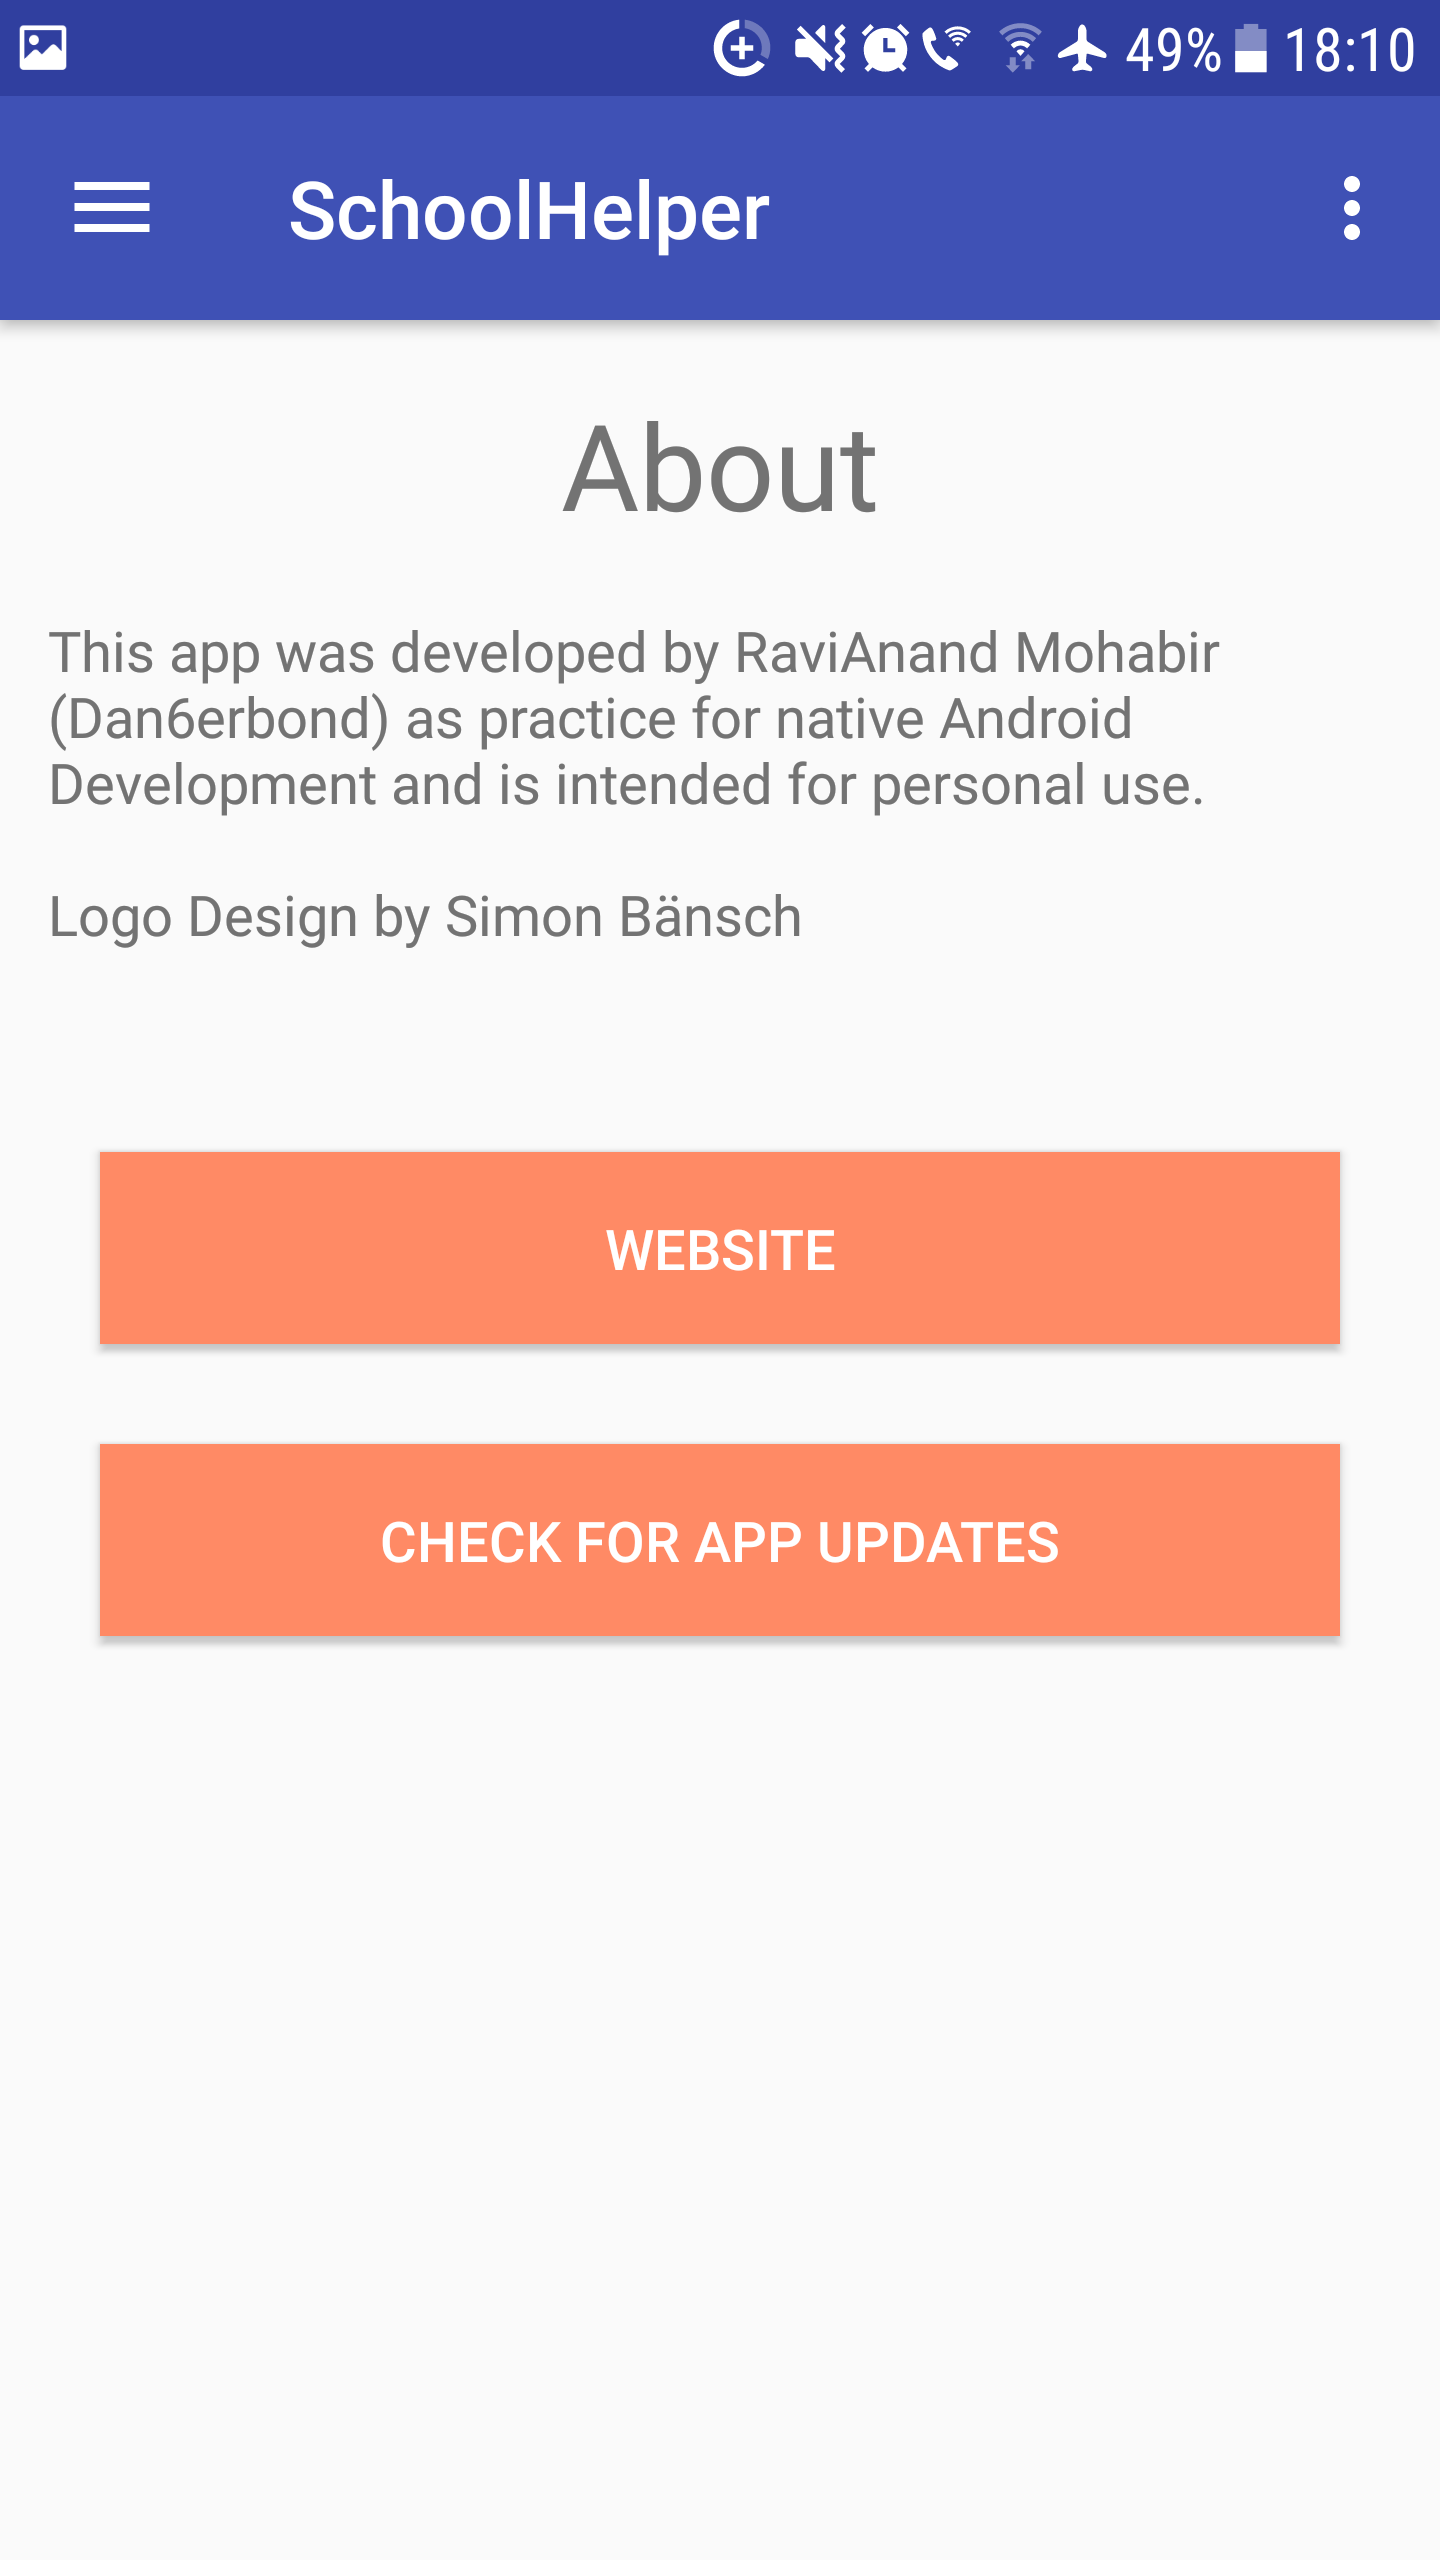 49% 18:10
SchoolHelper
About
This app was developed by RaviAnand Mohabir
(Dan6erbond) as practice for native Android
Development and is intended for personal use.
Logo Design by Simon Bänsch
WEBSITE
CHECK FOR APP UPDATES